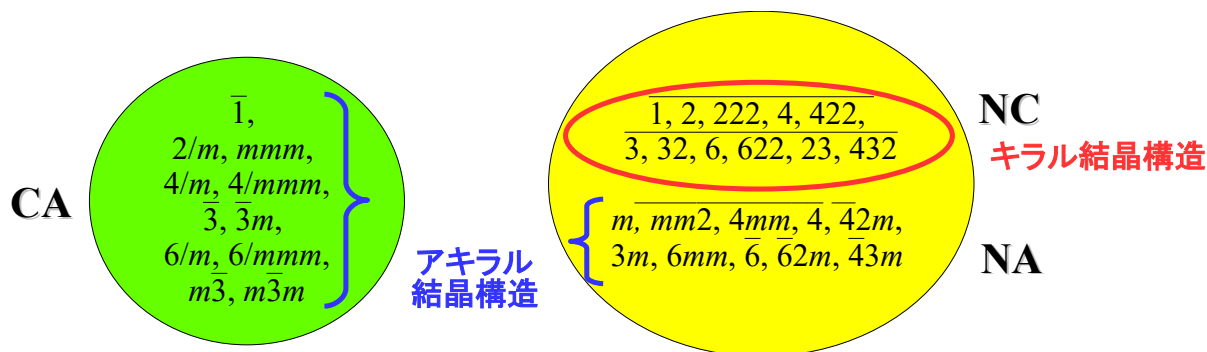 CA
1̅,
2/m, mmm,
4/m, 4/mmm,
3̅, 3̅m,
6/m, 6/mmm,
m3̅, m3̅m
アキラル
結晶構造
1, 2, 222, 4, 422,
3, 32, 6, 622, 23, 432
NC
キラル結晶構造
m, mm2, 4mm, 4̅, 4̅2m,
3m, 6mm, 6̅, 6̅2m, 4̅3m
NA